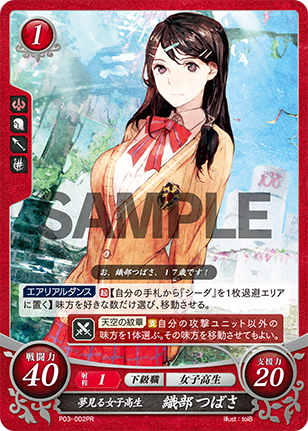 1
SAMPLE
お、織部つばさ、17歳です!
エアリアルダンス 起【自分の手札から『シーダ』を1枚退避エリア
に置く】味方を好きな数だけ選び、移動させる。
天空の紋章 支 自分の攻撃ユニット以外の
味方を1体選ぶ。その味方を移動させてもよい。
戦闘力
40
射程 1 下級職 女子高生
支援力
20
夢見る女子高生 織部つばさ
P03-002PR
Illust:toi8